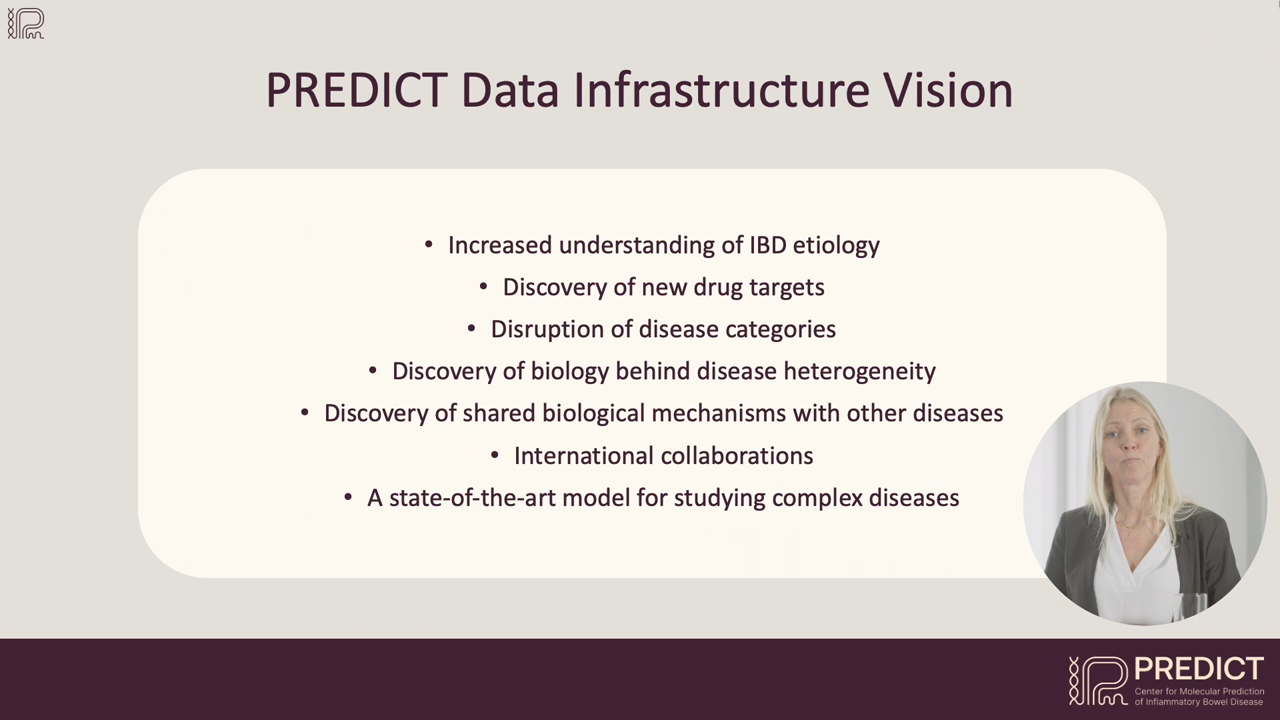 PREDICT Data Infrastructure Vision
• Increased understanding of IBD etiology
• Discovery of new drug targets
• Disruption of disease categories
• Discovery of biology behind disease heterogeneity
• Discovery of shared biological mechanisms with other diseases
• International collaborations
• A state-of-the-art model for studying complex diseases
PREDICT
Center for Molecular Prediction
of Inflammatory Bowel Disease